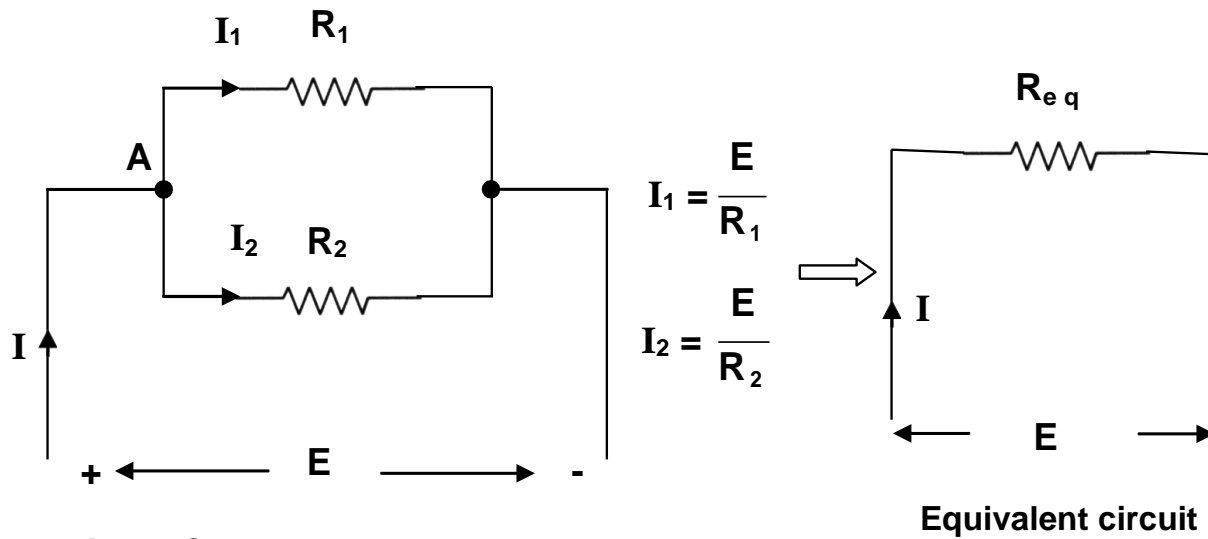 I₁ R₁
A
I₂ R₂
I
+ E -
I₁ = E / R₁
I₂ = E / R₂
Rₑ q
I
E
Equivalent circuit